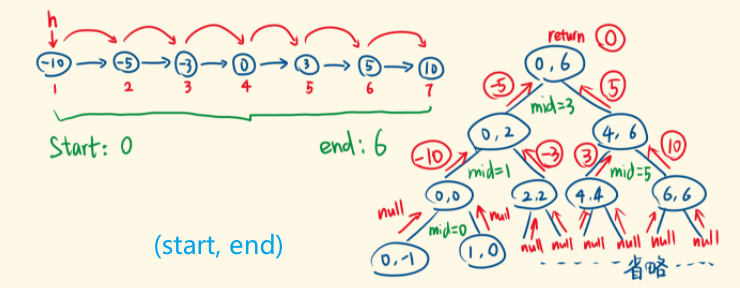 h
-10 -5 -3 0 3 5 10
1 2 3 4 5 6 7
Start: 0 end: 6
(start, end)
return 0
0, 6
-5 mid=3 5
0, 2 4, 6
-10 mid=1 -3 3 mid=5 10
0,0 2,2 4,4 6,6
null mid=0 null null null null null null null
0,-1 1,0
省略